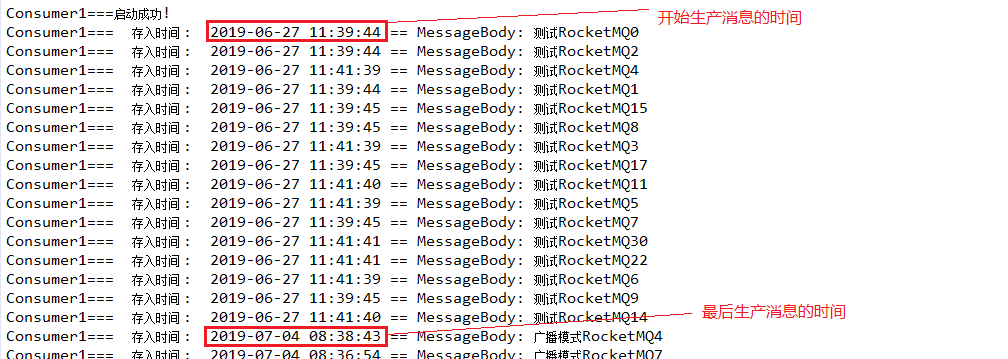 Consumer1===启动成功!
开始生产消息的时间
Consumer1=== 存入时间： 2019-06-27 11:39:44 == MessageBody: 测试RocketMQ0
Consumer1=== 存入时间： 2019-06-27 11:39:44 == MessageBody: 测试RocketMQ2
Consumer1=== 存入时间： 2019-06-27 11:41:39 == MessageBody: 测试RocketMQ4
Consumer1=== 存入时间： 2019-06-27 11:39:44 == MessageBody: 测试RocketMQ1
Consumer1=== 存入时间： 2019-06-27 11:39:45 == MessageBody: 测试RocketMQ15
Consumer1=== 存入时间： 2019-06-27 11:39:45 == MessageBody: 测试RocketMQ8
Consumer1=== 存入时间： 2019-06-27 11:41:39 == MessageBody: 测试RocketMQ3
Consumer1=== 存入时间： 2019-06-27 11:39:45 == MessageBody: 测试RocketMQ17
Consumer1=== 存入时间： 2019-06-27 11:41:40 == MessageBody: 测试RocketMQ11
Consumer1=== 存入时间： 2019-06-27 11:41:39 == MessageBody: 测试RocketMQ5
Consumer1=== 存入时间： 2019-06-27 11:39:45 == MessageBody: 测试RocketMQ7
Consumer1=== 存入时间： 2019-06-27 11:41:41 == MessageBody: 测试RocketMQ30
Consumer1=== 存入时间： 2019-06-27 11:41:41 == MessageBody: 测试RocketMQ22
Consumer1=== 存入时间： 2019-06-27 11:41:39 == MessageBody: 测试RocketMQ6
Consumer1=== 存入时间： 2019-06-27 11:39:45 == MessageBody: 测试RocketMQ9
Consumer1=== 存入时间： 2019-06-27 11:41:40 == MessageBody: 测试RocketMQ14
最后生产消息的时间
Consumer1=== 存入时间： 2019-07-04 08:38:43 == MessageBody: 广播模式RocketMQ4
Consumer1=== 存入时间： 2019-07-04 08:36:54 == MessageBody: 广播模式RocketMQ7